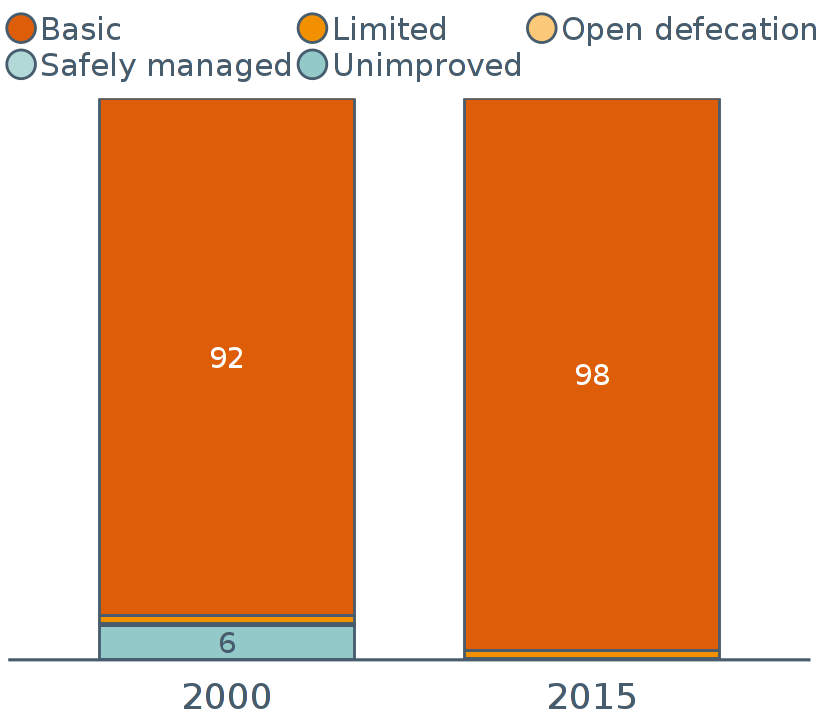 Basic Limited Open defecation
Safely managed Unimproved
92
98
6
2000 2015